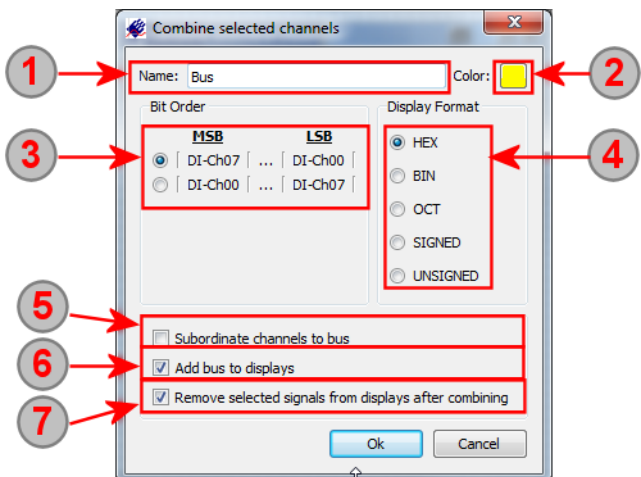 Combine selected channels
1 Name: Bus Color: 2
Bit Order Display Format
3 MSB LSB
DI-Ch07 ... DI-Ch00 HEX 4
DI-Ch00 ... DI-Ch07 BIN
OCT
SIGNED
UNSIGNED
5 Subordinate channels to bus
6 Add bus to displays
7 Remove selected signals from displays after combining
Ok Cancel